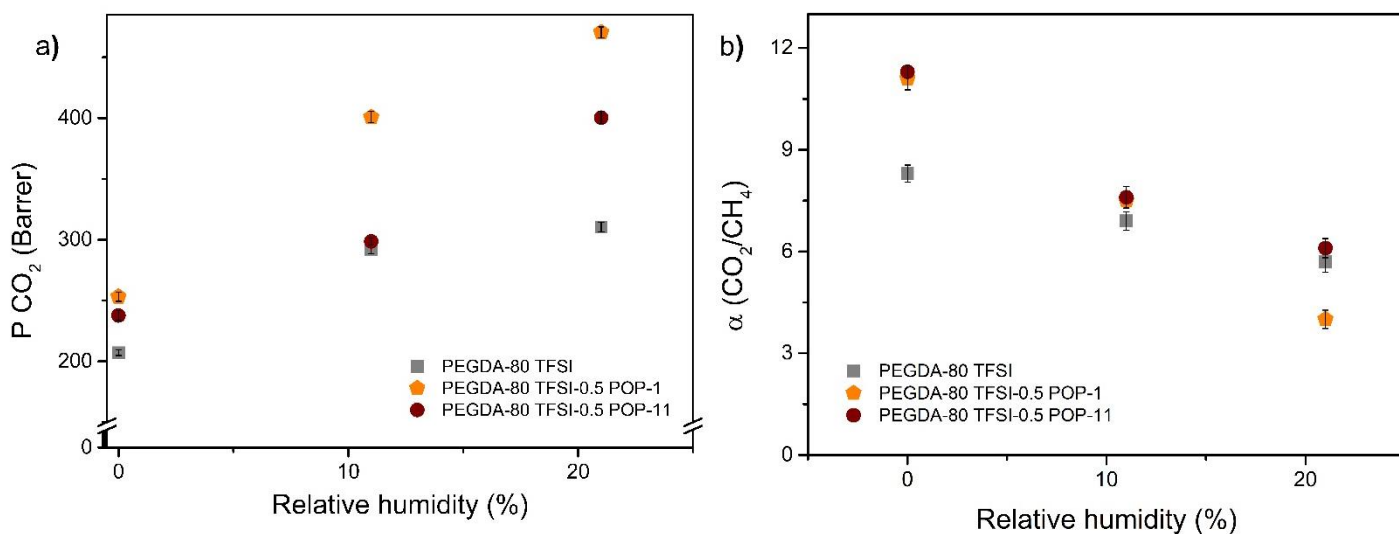 a)
P CO₂ (Barrer)
400
300
200
0
PEGDA-80 TFSI
PEGDA-80 TFSI-0.5 POP-1
PEGDA-80 TFSI-0.5 POP-11
0 10 20
Relative humidity (%)
b)
α (CO₂/CH₄)
12
9
6
3
0
PEGDA-80 TFSI
PEGDA-80 TFSI-0.5 POP-1
PEGDA-80 TFSI-0.5 POP-11
0 10 20
Relative humidity (%)